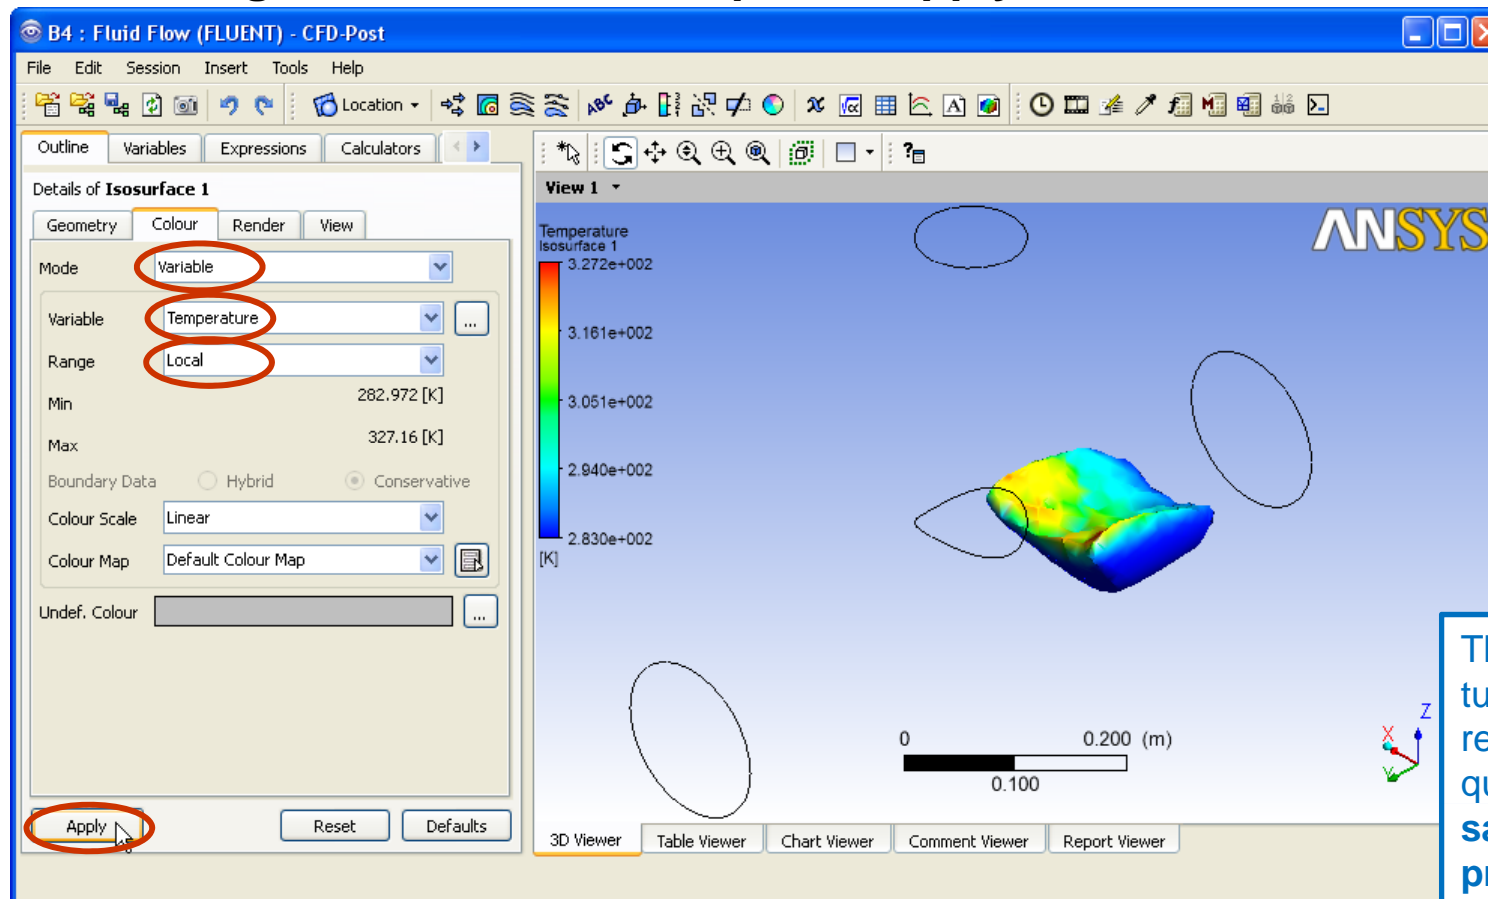 B4 : Fluid Flow (FLUENT) - CFD-Post
File Edit Session Insert Tools Help
Location
Outline Variables Expressions Calculators
Details of Isosurface 1
Geometry Colour Render View
Mode Variable
Variable Temperature ...
Range Local
Min 282.972 [K]
Max 327.16 [K]
Boundary Data Hybrid Conservative
Colour Scale Linear
Colour Map Default Colour Map
Undef. Colour ...
Apply Reset Defaults
View 1
Temperature
Isosurface 1
3.272e+002
3.161e+002
3.051e+002
2.940e+002
2.830e+002
[K]
ANSYS
0 0.200 (m)
0.100
Z
X
Y
3D Viewer Table Viewer Chart Viewer Comment Viewer Report Viewer